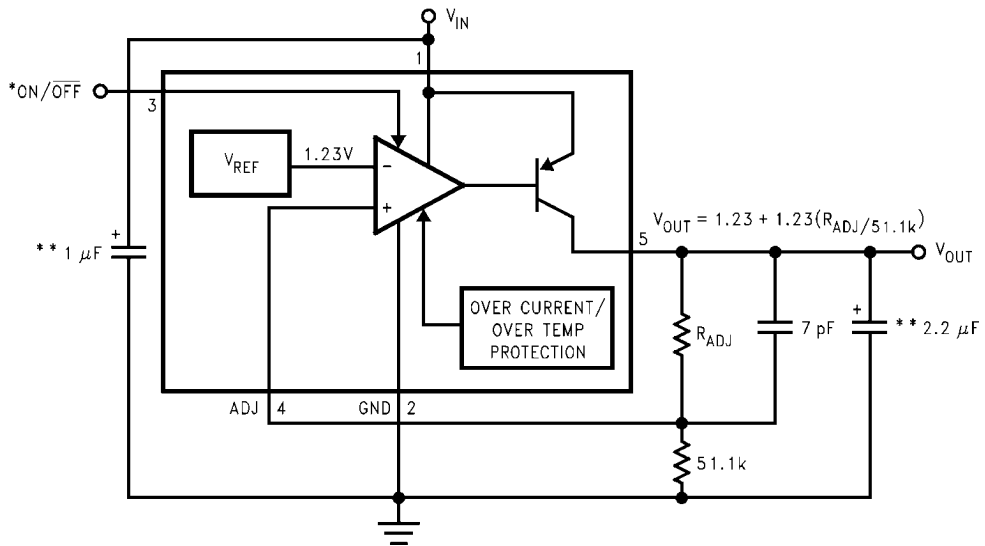 V_IN
1
*ON/O̅F̅F̅
3
V_REF
1.23V
−
+
V_OUT = 1.23 + 1.23(R_ADJ/51.1k)
5
V_OUT
+
** 1 μF
OVER CURRENT/
OVER TEMP
PROTECTION
R_ADJ
7 pF
+
** 2.2 μF
ADJ
4
GND
2
51.1k